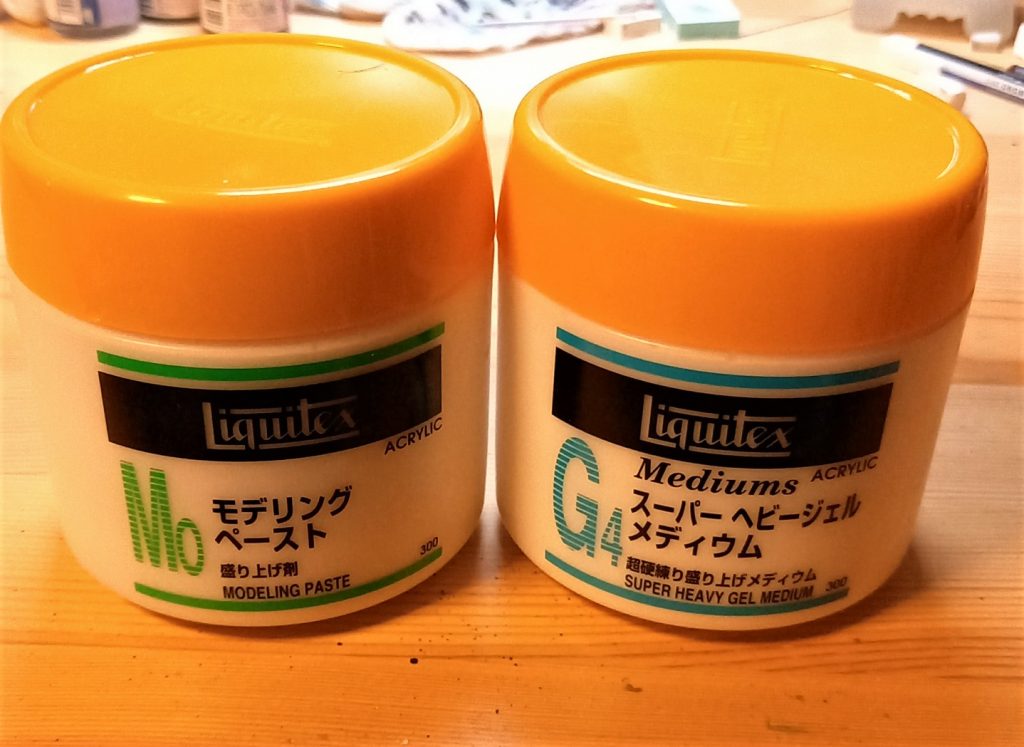 Liquitex
ACRYLIC
Mo
モデリング
ペースト
盛り上げ剤
300
MODELING PASTE
Liquitex
Mediums
ACRYLIC
G4
スーパー ヘビージェル
メディウム
超硬練り盛り上げメディウム
SUPER HEAVY GEL MEDIUM
300